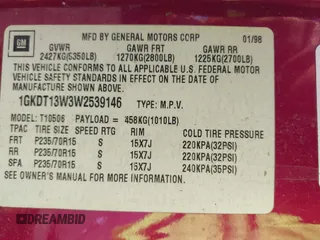 GM
MFD BY GENERAL MOTORS CORP 01/98
GVWR GAWR FRT GAWR RR
2427KG(5350LB) 1270KG(2800LB) 1225KG(2700LB)
THIS VEHICLE CONFORMS TO ALL APPLICABLE U.S. FEDERAL MOTOR
VEHICLE SAFETY STANDARDS IN EFFECT ON THE DATE OF
MANUFACTURE SHOWN ABOVE.
1GKDT13W3W2539146 TYPE: M.P.V.
MODEL: T10506 PAYLOAD = 458KG(1010LB)
TIRE SIZE SPEED RTG RIM COLD TIRE PRESSURE
FRT P235/70R15 S 15X7J 220KPA(32PSI)
RR P235/70R15 S 15X7J 220KPA(32PSI)
SPA P235/70R15 S 15X7J 240KPA(35PSI)
SEE OWNER'S MANUAL FOR MORE INFORMATION.
DREAMBID